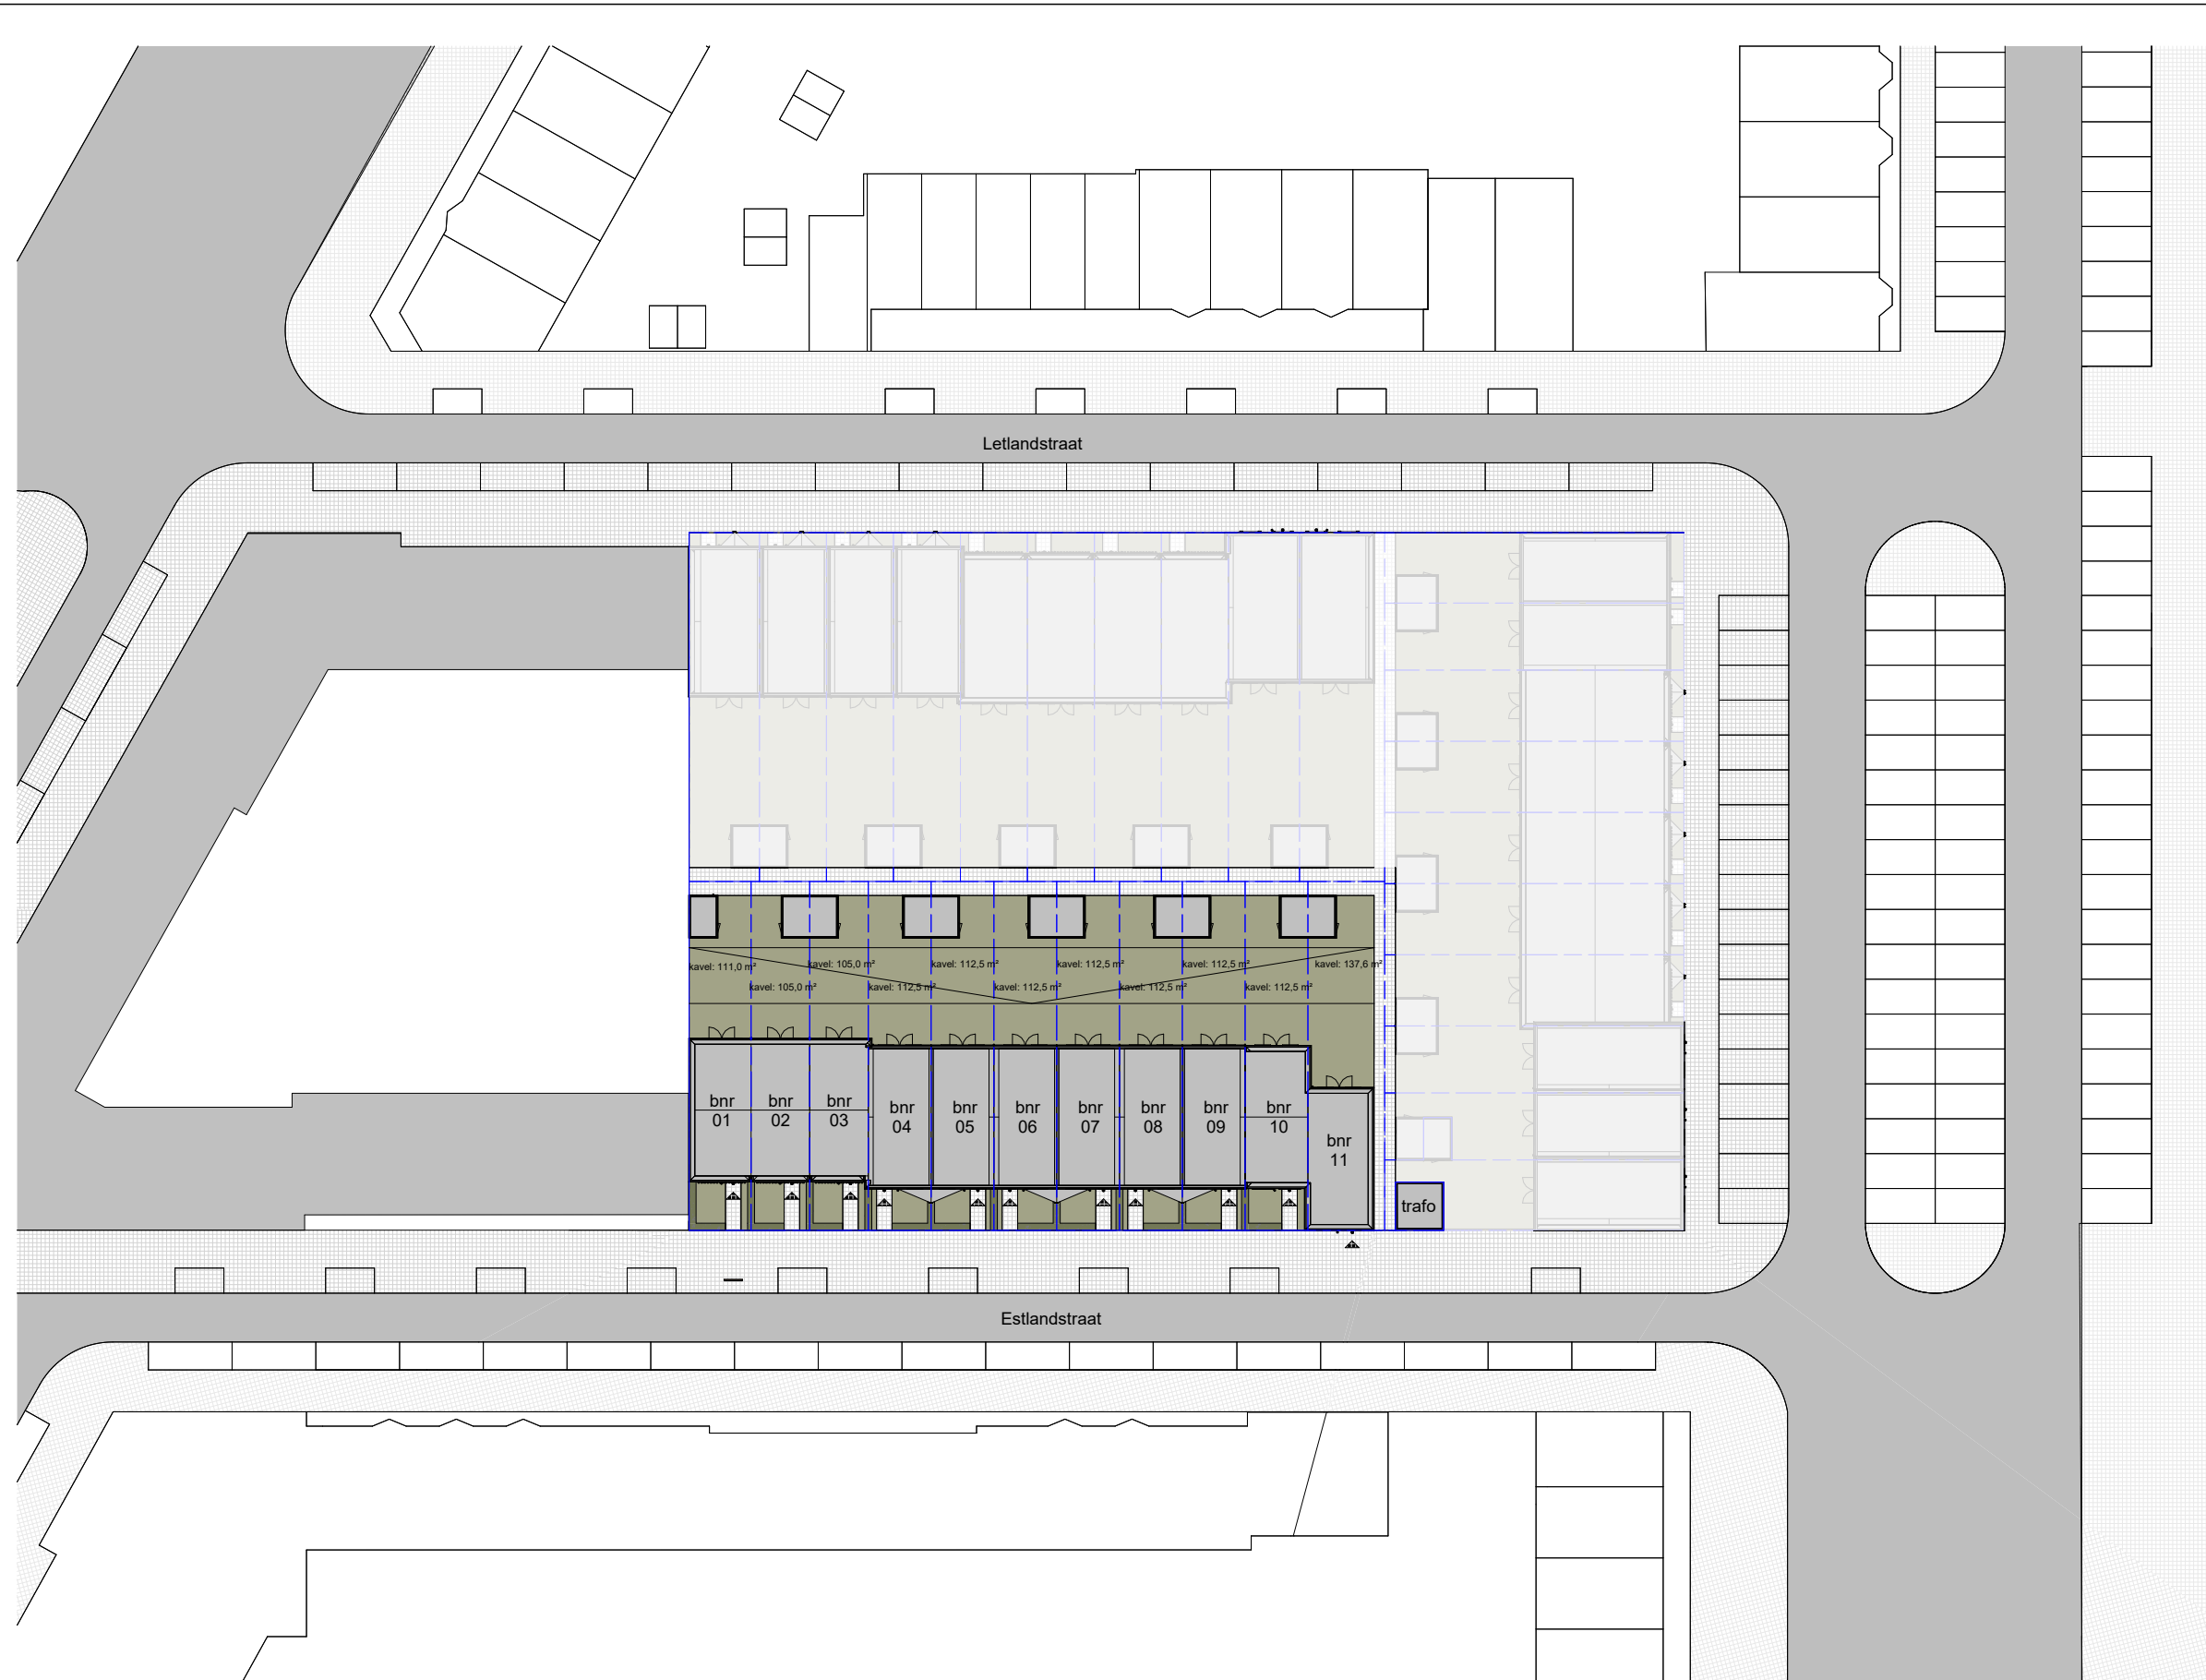 Letlandstraat
kavel: 111,0 m²
kavel: 105,0 m²
kavel: 112,5 m²
kavel: 112,5 m²
kavel: 112,5 m²
kavel: 137,6 m²
kavel: 105,0 m²
kavel: 112,5 m²
kavel: 112,5 m²
kavel: 112,5 m²
kavel: 112,5 m²
bnr
01
bnr
02
bnr
03
bnr
04
bnr
05
bnr
06
bnr
07
bnr
08
bnr
09
bnr
10
bnr
11
trafo
Estlandstraat